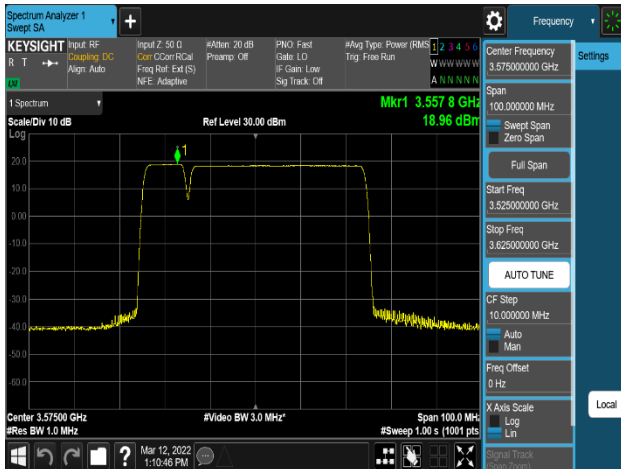 Spectrum Analyzer 1
Swept SA
Frequency
KEYSIGHT
R T
Input: RF
Coupling: DC
Align: Auto
Input Z: 50 Ω
Corr CCorr RCal
Freq Ref: Ext (S)
NFE: Adaptive
#Atten: 20 dB
Preamp: Off
PNO: Fast
Gate: LO
IF Gain: Low
Sig Track: Off
#Avg Type: Power (RMS
Trig: Free Run
1 2 3 4 5 6
W W W W W W
A N N N N N
1 Spectrum
Scale/Div 10 dB
Ref Level 30.00 dBm
Mkr1 3.557 8 GHz
18.96 dBm
Log
1
20.0
10.0
0.00
-10.0
-20.0
-30.0
-40.0
-50.0
-60.0
Center 3.57500 GHz
#Res BW 1.0 MHz
#Video BW 3.0 MHz*
Span 100.0 MHz
#Sweep 1.00 s (1001 pts
Mar 12, 2022
1:10:46 PM
Center Frequency
3.575000000 GHz
Span
100.000000 MHz
Swept Span
Zero Span
Full Span
Start Freq
3.525000000 GHz
Stop Freq
3.625000000 GHz
AUTO TUNE
CF Step
10.000000 MHz
Auto
Man
Freq Offset
0 Hz
X Axis Scale
Log
Lin
Signal Track
(Span Zoom)
Settings
Local